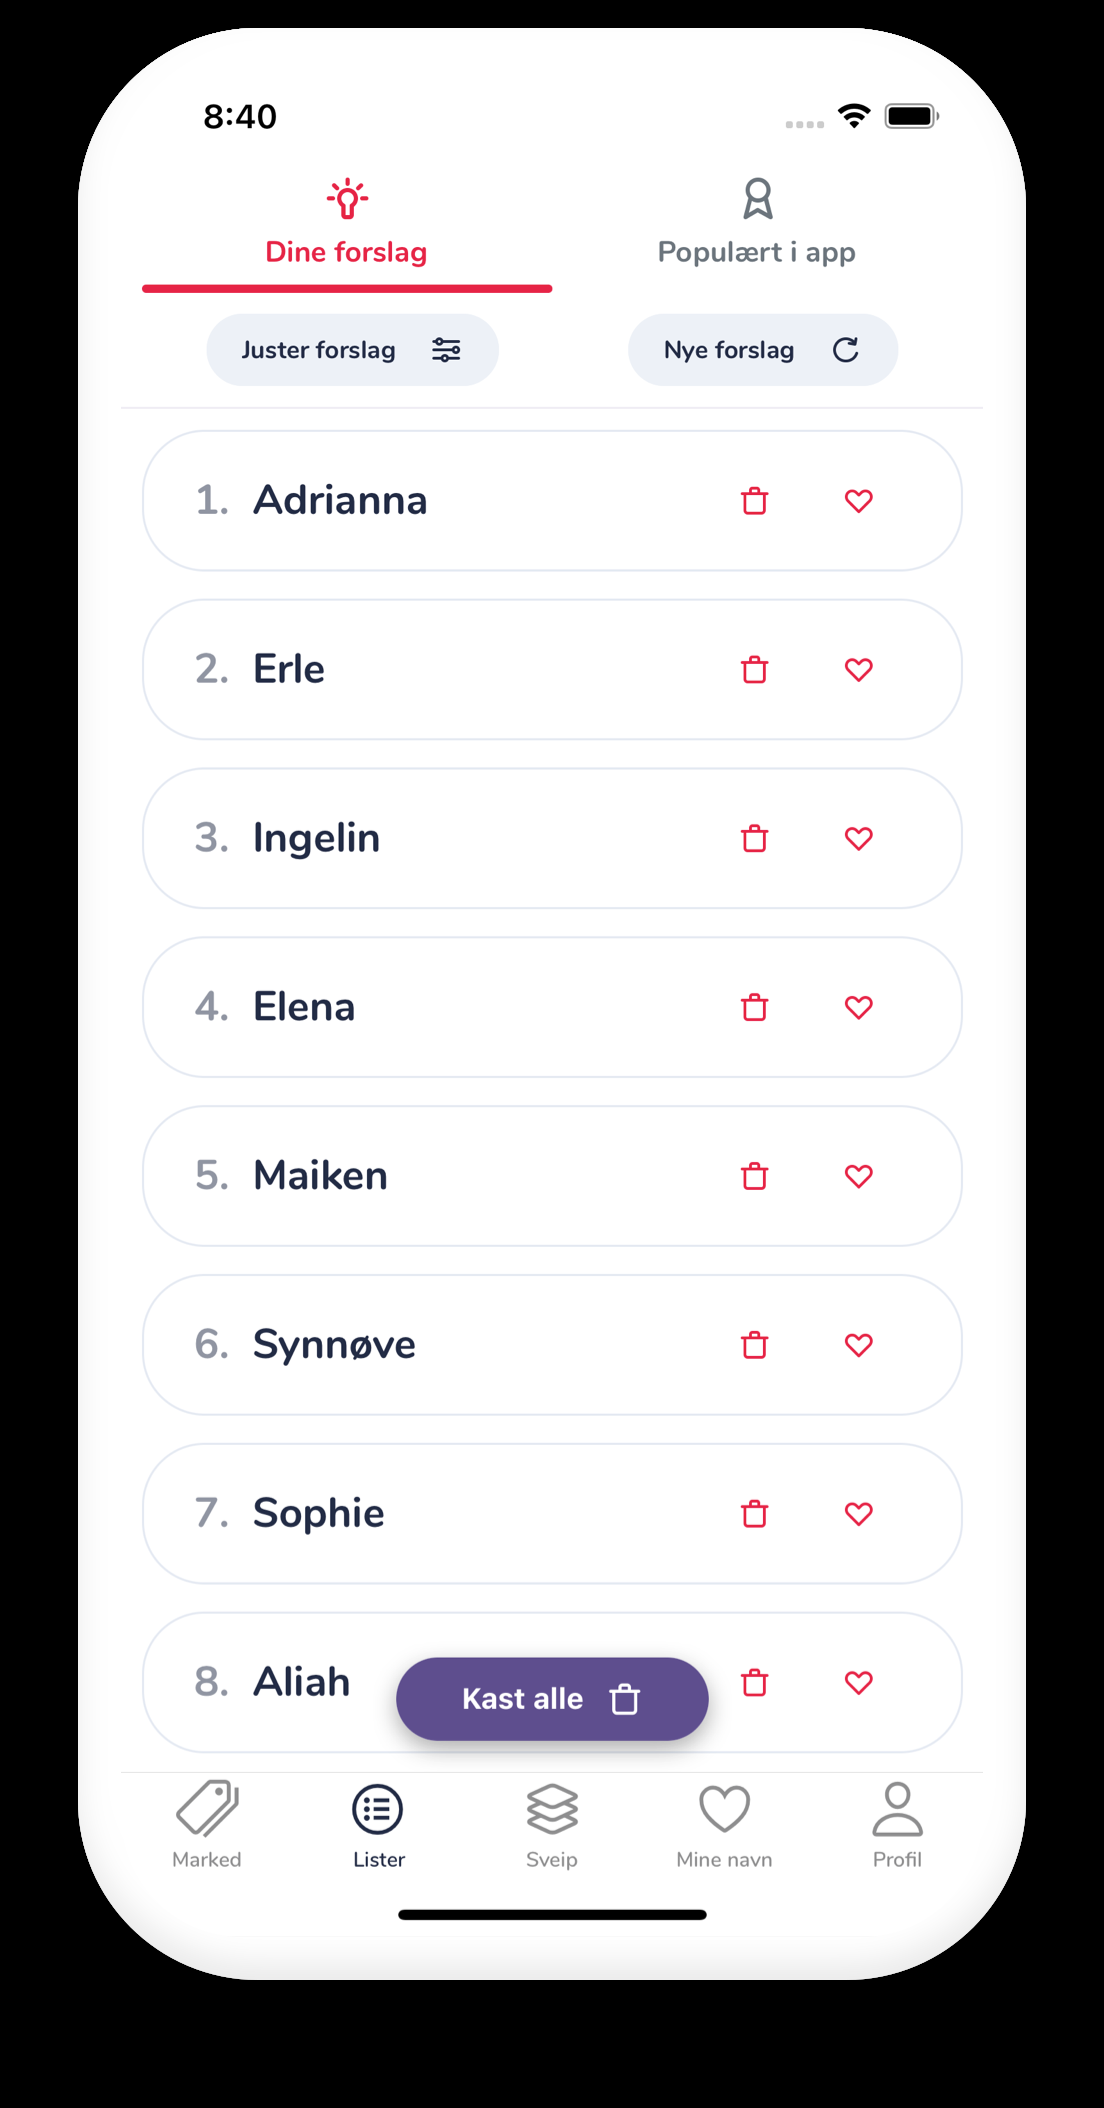 8:40
Dine forslag
Populært i app
Juster forslag
Nye forslag
1. Adrianna
2. Erle
3. Ingelin
4. Elena
5. Maiken
6. Synnøve
7. Sophie
8. Aliah
Kast alle
Marked
Lister
Sveip
Mine navn
Profil